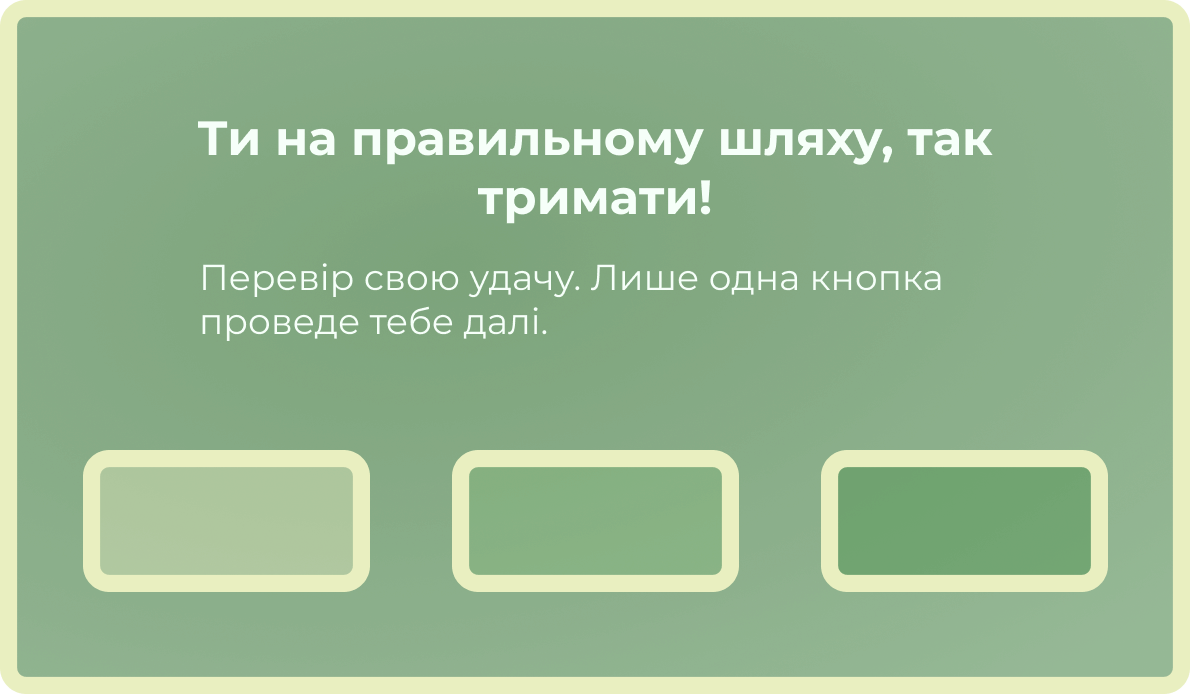 Ти на правильному шляху, так
тримати!
Перевір свою удачу. Лише одна кнопка
проведе тебе далі.